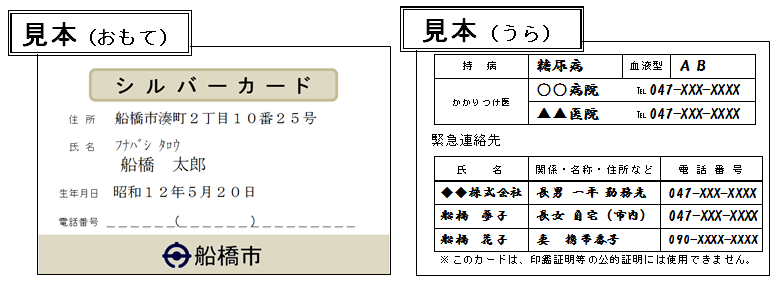 見本（おもて）
シルバーカード
住所 船橋市湊町２丁目１０番２５号
氏名 ﾌﾅﾊﾞｼ ﾀﾛｳ
船橋 太郎
生年月日 昭和１２年５月２０日
電話番号 ______(______)_________
船橋市
見本（うら）
持病 糖尿病 血液型 ＡＢ
かかりつけ医 〇〇病院 ℡ 047-XXX-XXXX
▲▲医院 ℡ 047-XXX-XXXX
緊急連絡先
氏名 関係・名称・住所など 電話番号
◆◆株式会社 長男 一平 勤務先 047-XXX-XXXX
船橋 夢子 長女 自宅（市内） 047-XXX-XXXX
船橋 花子 妻 携帯番号 090-XXXX-XXXX
※このカードは、印鑑証明等の公的証明には使用できません。